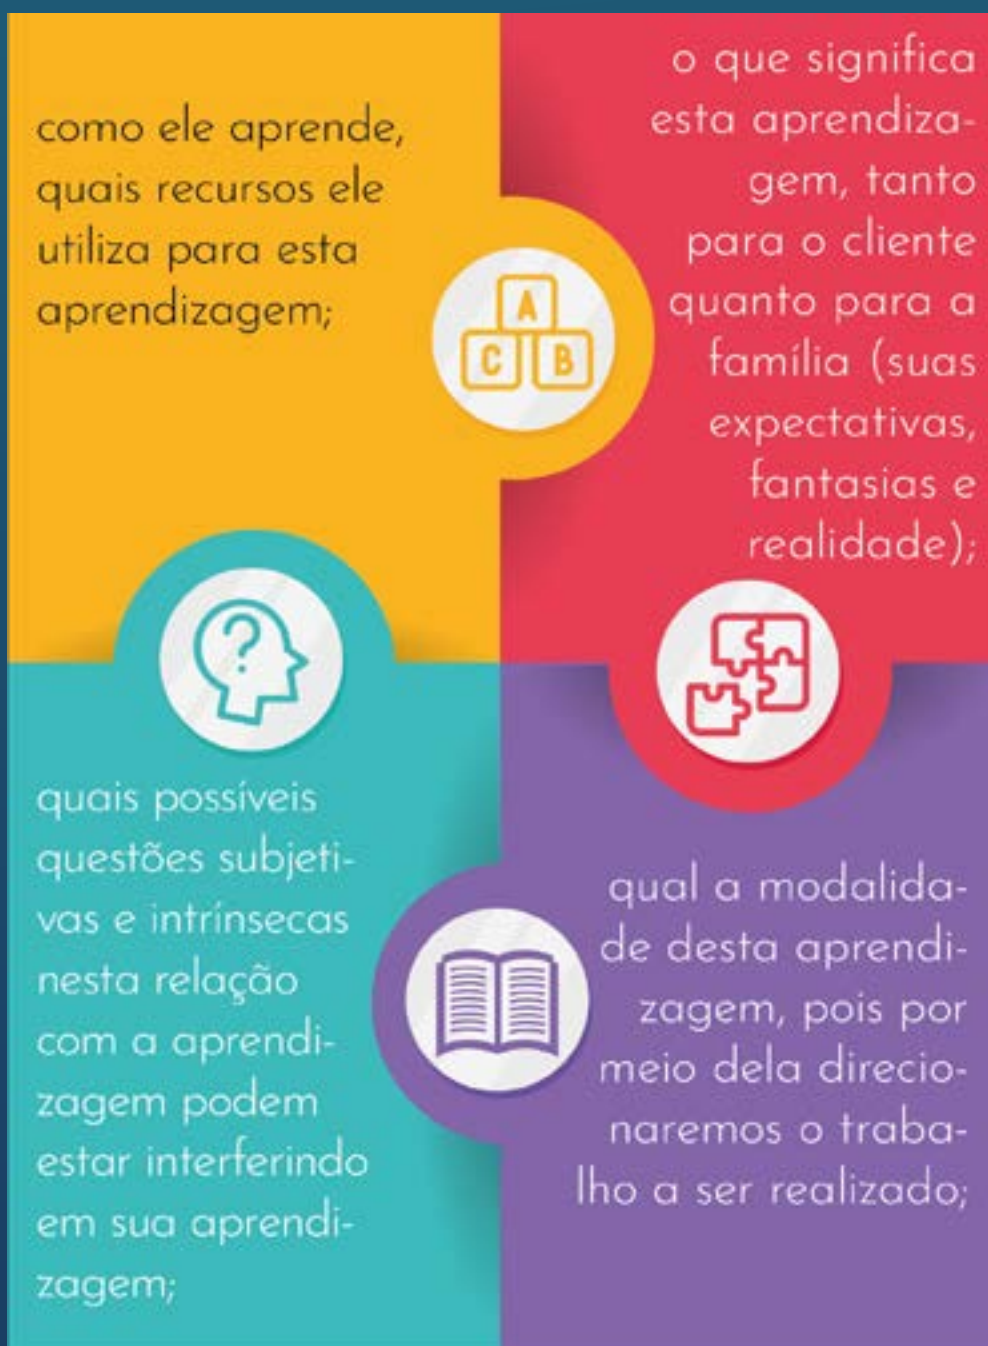 como ele aprende,
quais recursos ele
utiliza para esta
aprendizagem;
o que significa
esta aprendiza-
gem, tanto
para o cliente
quanto para a
família (suas
expectativas,
fantasias e
realidade);
A
C B
quais possíveis
questões subjeti-
vas e intrínsecas
nesta relação
com a aprendi-
zagem podem
estar interferindo
em sua aprendi-
zagem;
?
qual a modalida-
de desta aprendi-
zagem, pois por
meio dela direcio-
naremos o traba-
lho a ser realizado;